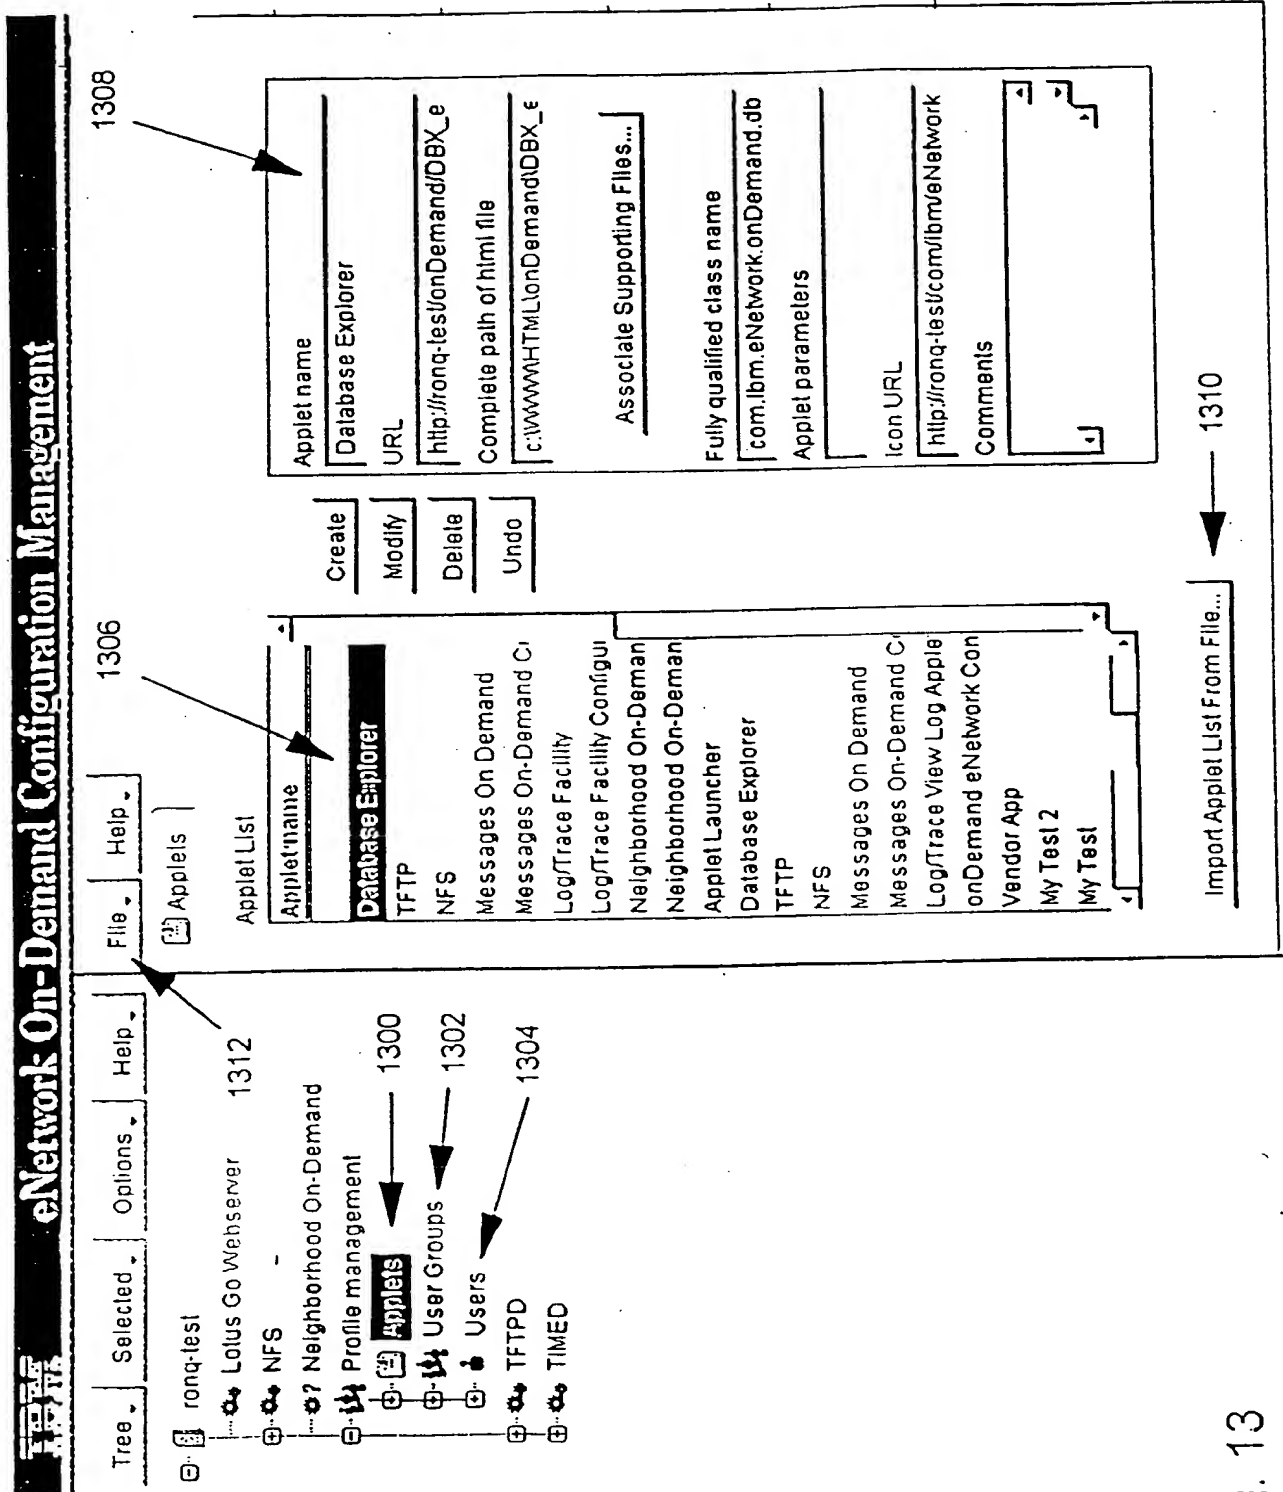 IBM eNetwork On-Demand Configuration Management
Tree Selected Options Help
ronq-test
Lotus Go Webserver
NFS
? Neighborhood On-Demand
Profile management
Applets
User Groups
Users
TFTPD
TIMED
1312
1300
1302
1304
File Help
Applets
Applet List
Applet name
Database Explorer
TFTP
NFS
Messages On Demand
Messages On-Demand C
Log/Trace Facility
Log/Trace Facility Configu
Neighborhood On-Deman
Neighborhood On-Deman
Applet Launcher
Database Explorer
TFTP
NFS
Messages On Demand
Messages On-Demand C
Log/Trace View Log Apple
onDemand eNetwork Con
Vendor App
My Test 2
My Test
Import Applet List From File...
1306
Create
Modify
Delete
Undo
1308
Applet name
Database Explorer
URL
http://ronq-test/onDemand/DBX_e
Complete path of html file
c:\WWW\HTML\onDemand\DBX_e
Associate Supporting Files...
Fully qualified class name
com.ibm.eNetwork.onDemand.db
Applet parameters
Icon URL
http://ronq-test/com/ibm/eNetwork
Comments
1310
. 13